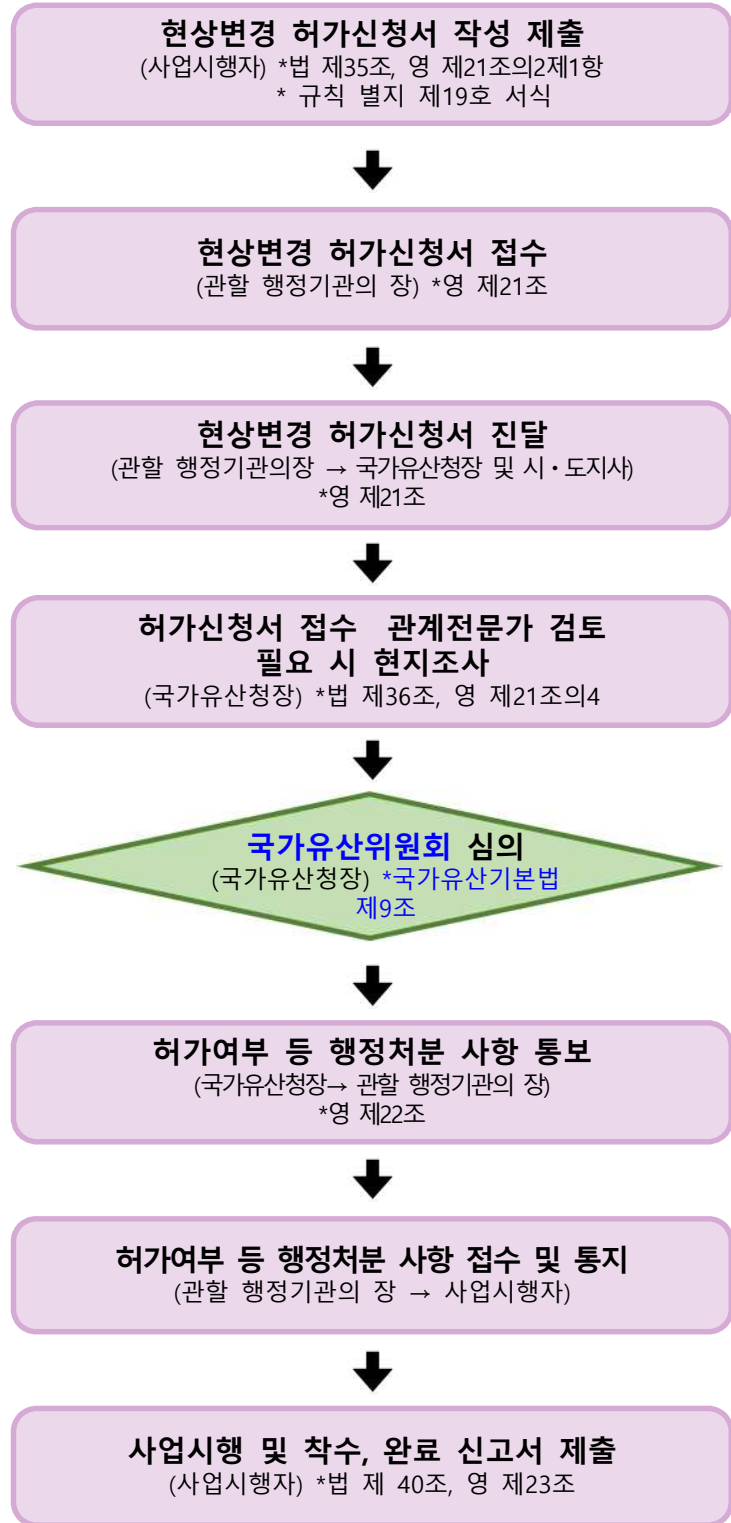 현상변경 허가신청서 작성 제출
(사업시행자) *법 제35조, 영 제21조의2제1항
* 규칙 별지 제19호 서식
현상변경 허가신청서 접수
(관할 행정기관의 장) *영 제21조
현상변경 허가신청서 진달
(관할 행정기관의장 → 국가유산청장 및 시・도지사)
*영 제21조
허가신청서 접수 관계전문가 검토
필요 시 현지조사
(국가유산청장) *법 제36조, 영 제21조의4
국가유산위원회 심의
(국가유산청장) *국가유산기본법
제9조
허가여부 등 행정처분 사항 통보
(국가유산청장→ 관할 행정기관의 장)
*영 제22조
허가여부 등 행정처분 사항 접수 및 통지
(관할 행정기관의 장 → 사업시행자)
사업시행 및 착수, 완료 신고서 제출
(사업시행자) *법 제 40조, 영 제23조